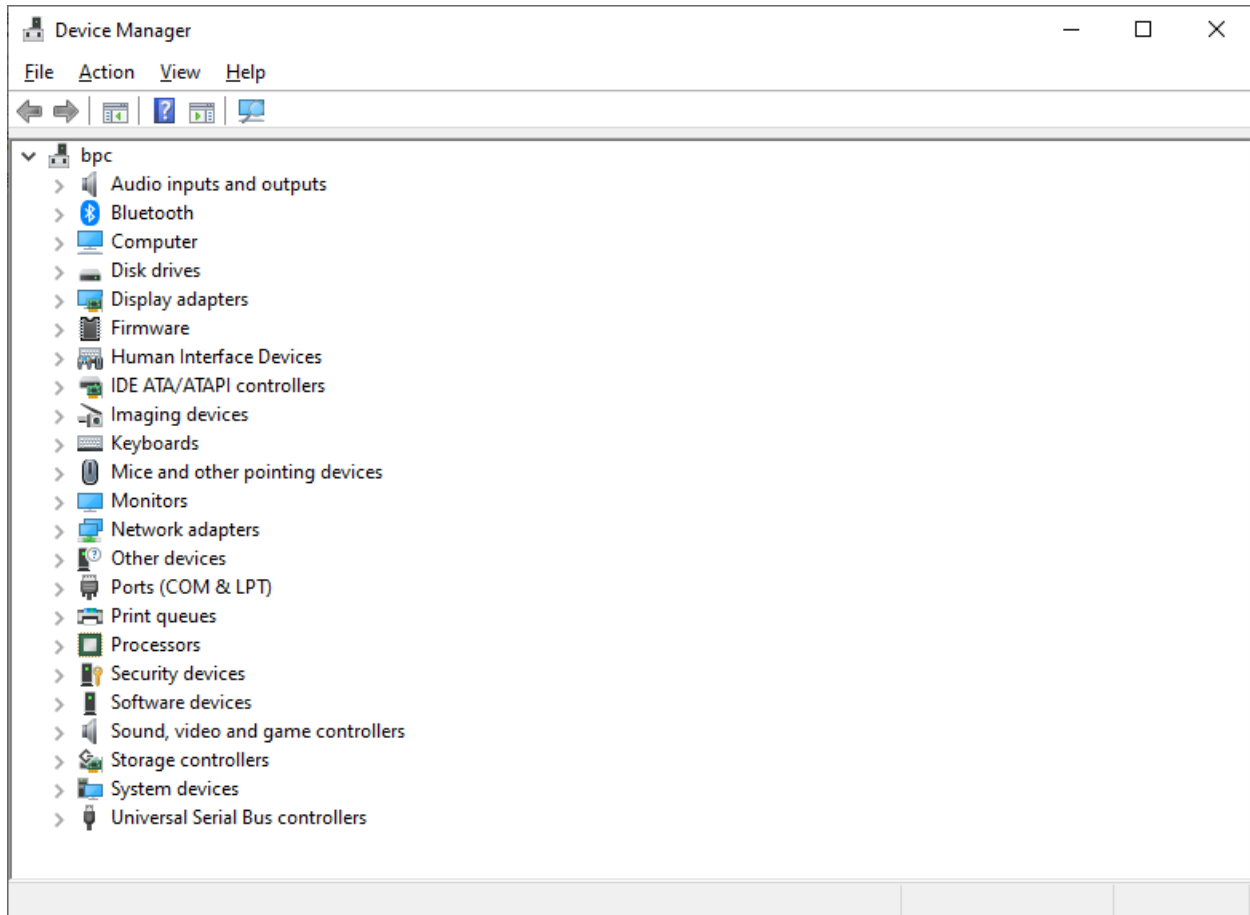 Device Manager
File Action View Help
bpc
Audio inputs and outputs
Bluetooth
Computer
Disk drives
Display adapters
Firmware
Human Interface Devices
IDE ATA/ATAPI controllers
Imaging devices
Keyboards
Mice and other pointing devices
Monitors
Network adapters
Other devices
Ports (COM & LPT)
Print queues
Processors
Security devices
Software devices
Sound, video and game controllers
Storage controllers
System devices
Universal Serial Bus controllers